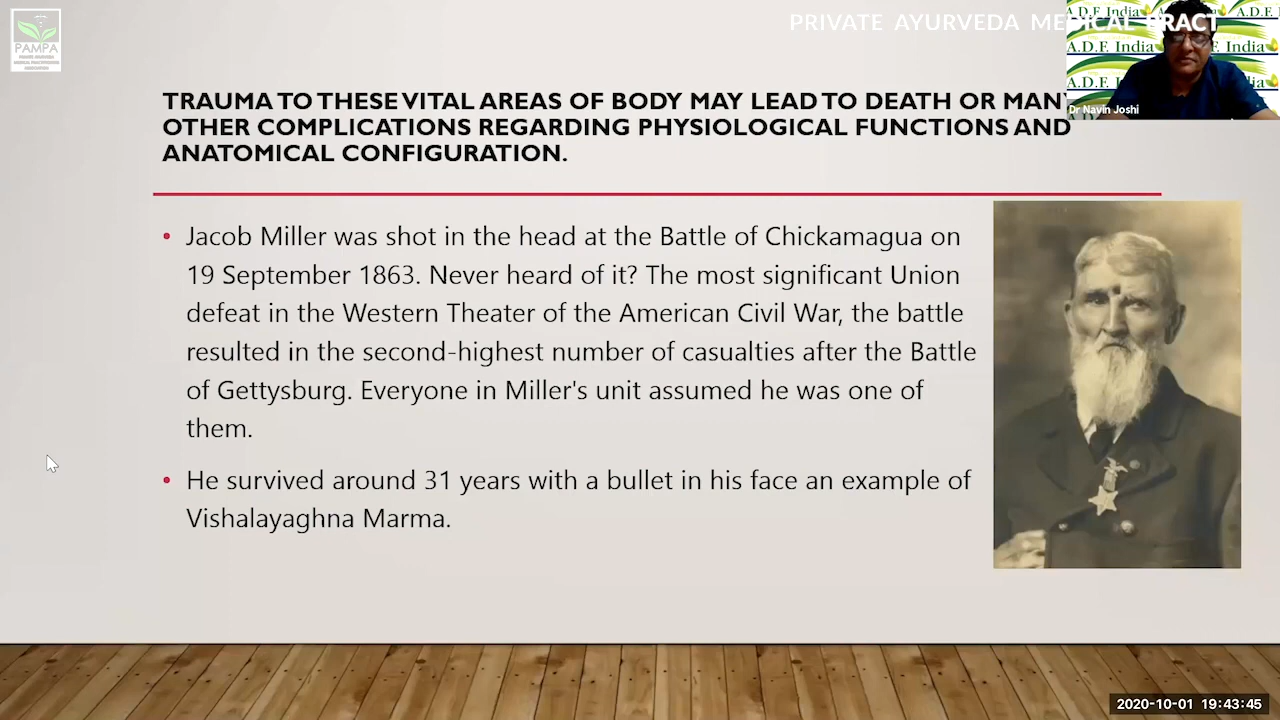 PAMPA
PRIVATE AYURVEDA MEDICAL PRACT
A.D.F. India
A.D.F. India
A.D.F. India
Dr Navin Joshi
TRAUMA TO THESE VITAL AREAS OF BODY MAY LEAD TO DEATH OR
OTHER COMPLICATIONS REGARDING PHYSIOLOGICAL FUNCTIONS AND
ANATOMICAL CONFIGURATION.
• Jacob Miller was shot in the head at the Battle of Chickamagua on
19 September 1863. Never heard of it? The most significant Union
defeat in the Western Theater of the American Civil War, the battle
resulted in the second-highest number of casualties after the Battle
of Gettysburg. Everyone in Miller's unit assumed he was one of
them.
• He survived around 31 years with a bullet in his face an example of
Vishalayaghna Marma.
2020-10-01 19:43:45